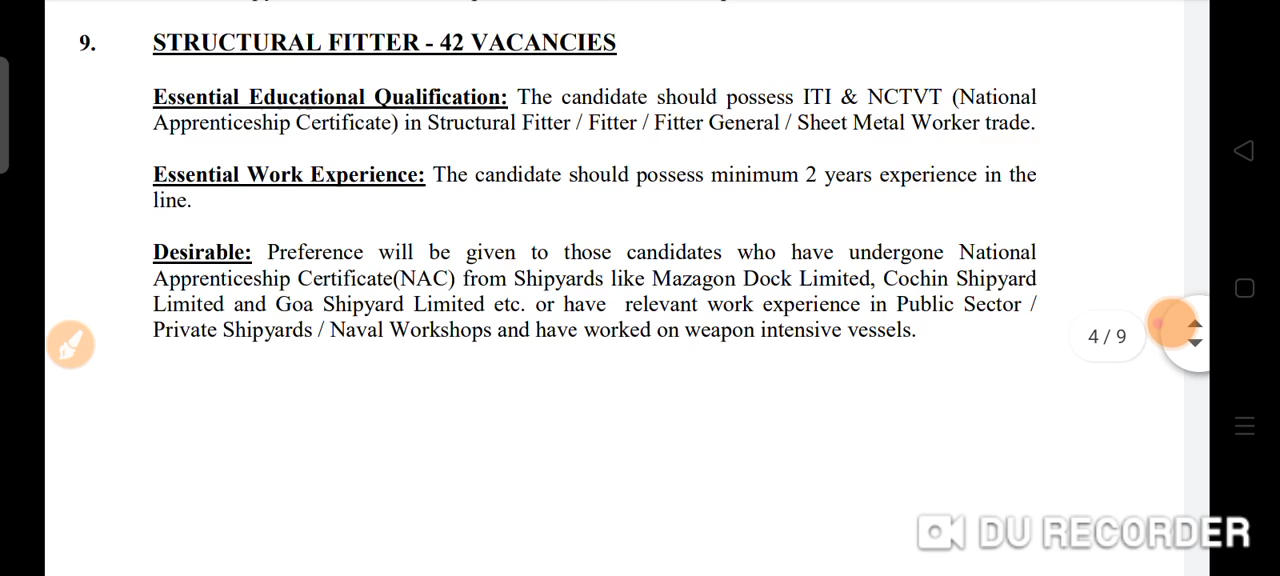 9. STRUCTURAL FITTER - 42 VACANCIES
Essential Educational Qualification: The candidate should possess ITI & NCTVT (National
Apprenticeship Certificate) in Structural Fitter / Fitter / Fitter General / Sheet Metal Worker trade.
Essential Work Experience: The candidate should possess minimum 2 years experience in the
line.
Desirable: Preference will be given to those candidates who have undergone National
Apprenticeship Certificate(NAC) from Shipyards like Mazagon Dock Limited, Cochin Shipyard
Limited and Goa Shipyard Limited etc. or have relevant work experience in Public Sector /
Private Shipyards / Naval Workshops and have worked on weapon intensive vessels.
4 / 9
DU RECORDER